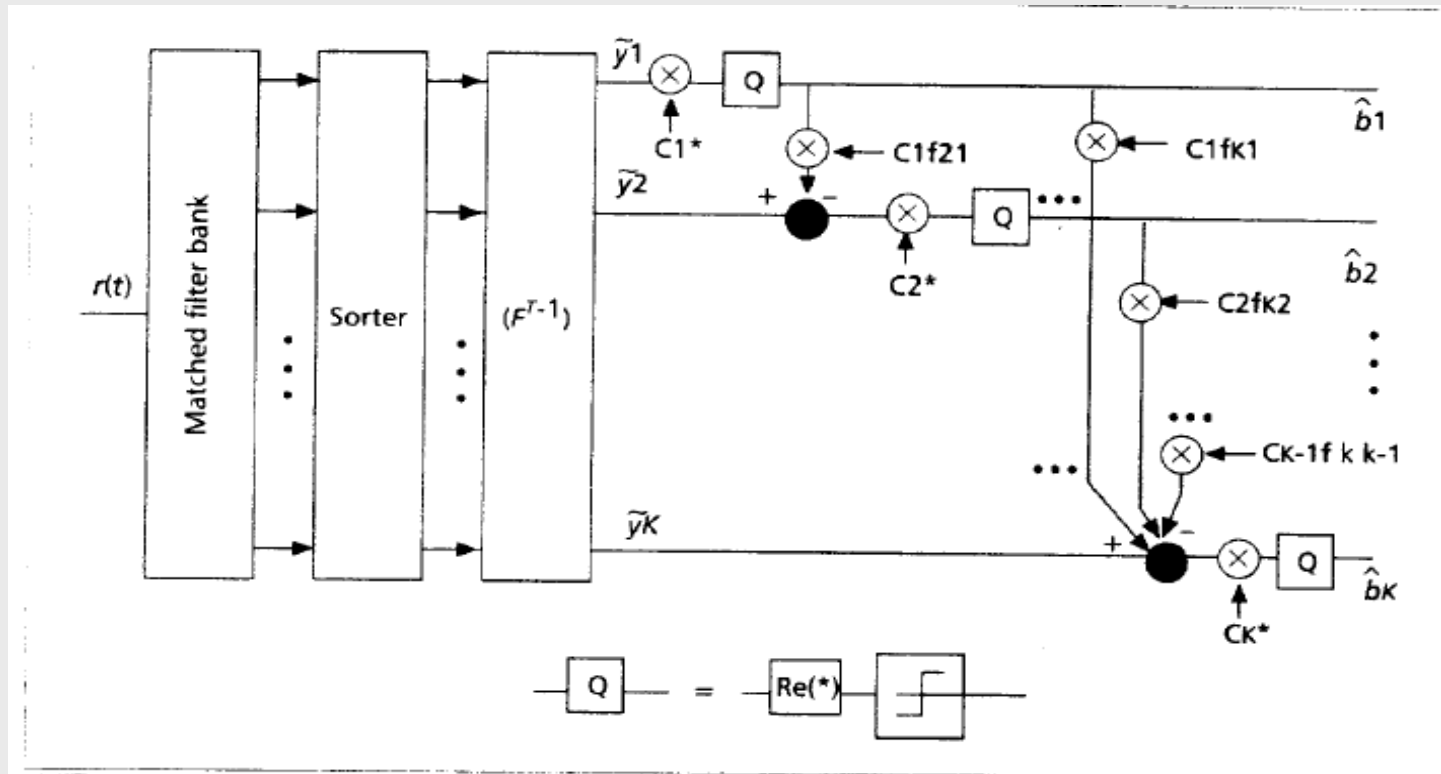 r(t)
Matched filter bank
Sorter
(F^T-1)
ỹ1
C1*
Q
b̂1
C1f21
C1fK1
ỹ2
+
−
C2*
Q
b̂2
C2fK2
CK-1f k k-1
ỹK
+
−
CK*
Q
b̂K
Q = Re(*)